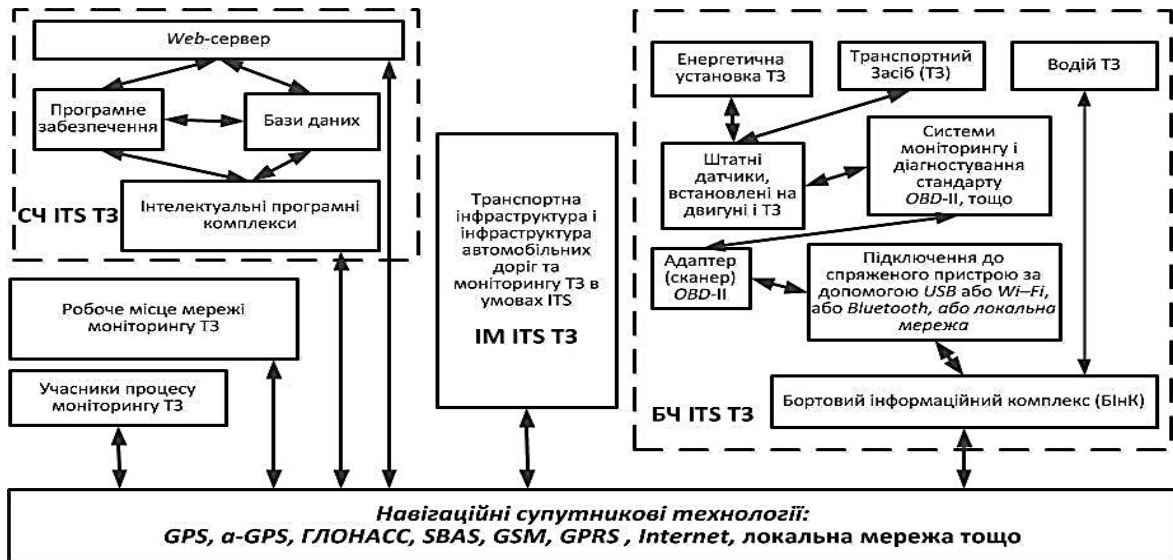 Web-сервер
Програмне
забезпечення
Бази даних
Інтелектуальні програмні
комплекси
СЧ ITS ТЗ
Робоче місце мережі
моніторингу ТЗ
Учасники процесу
моніторингу ТЗ
Транспортна
інфраструктура і
інфраструктура
автомобільних
доріг та
моніторингу ТЗ в
умовах ITS
ІМ ITS ТЗ
Енергетична
установка ТЗ
Транспортний
Засіб (ТЗ)
Водій ТЗ
Штатні
датчики,
встановлені на
двигуні і ТЗ
Системи
моніторингу і
діагностування
стандарту
OBD-II, тощо
Адаптер
(сканер)
OBD-II
Підключення до
спряженого пристрою за
допомогою USB або Wi–Fi,
або Bluetooth, або локальна
мережа
Бортовий інформаційний комплекс (БІнК)
БЧ ITS ТЗ
Навігаційні супутникові технології:
GPS, a-GPS, ГЛОНАСС, SBAS, GSM, GPRS , Internet, локальна мережа тощо